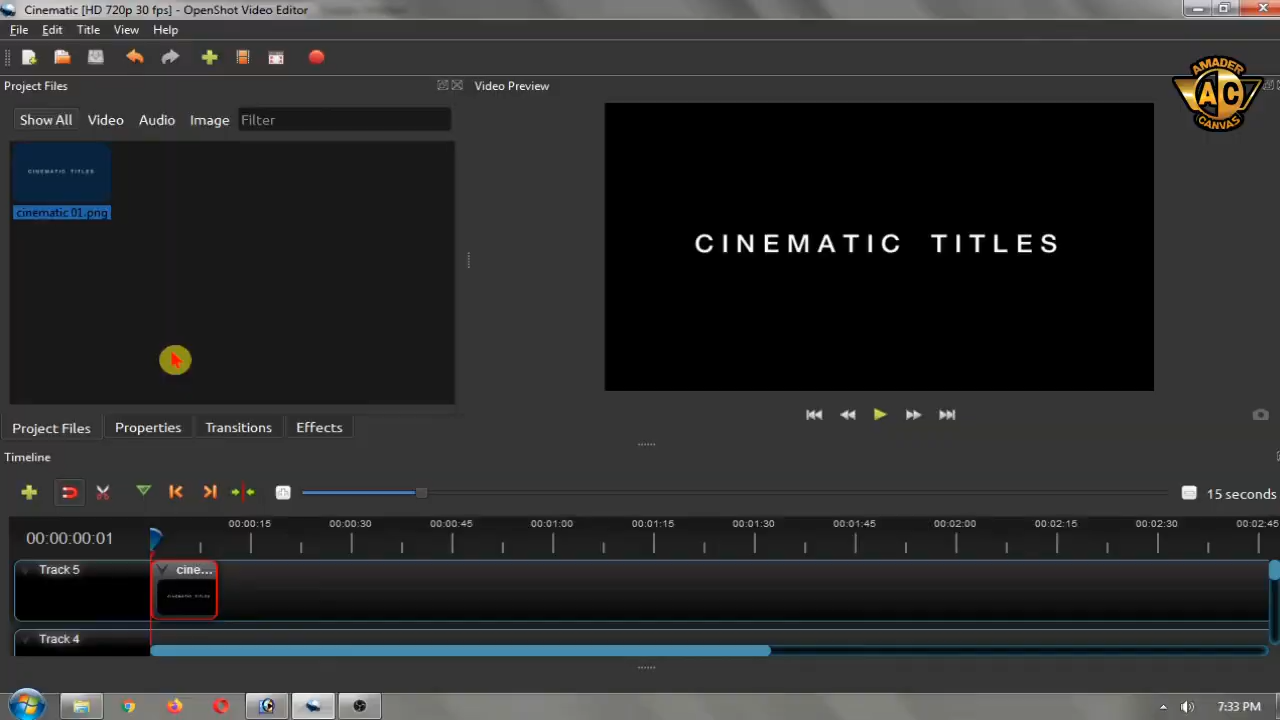 Cinematic [HD 720p 30 fps] - OpenShot Video Editor
File Edit Title View Help
AMADER
AC
CANVAS
Project Files
Video Preview
Show All Video Audio Image Filter
CINEMATIC TITLES
cinematic 01.png
CINEMATIC TITLES
Project Files Properties Transitions Effects
Timeline
15 seconds
00:00:00:01
00:00:15 00:00:30 00:00:45 00:01:00 00:01:15 00:01:30 00:01:45 00:02:00 00:02:15 00:02:30 00:02:45
Track 5
cine...
CINEMATIC TITLES
Track 4
7:33 PM